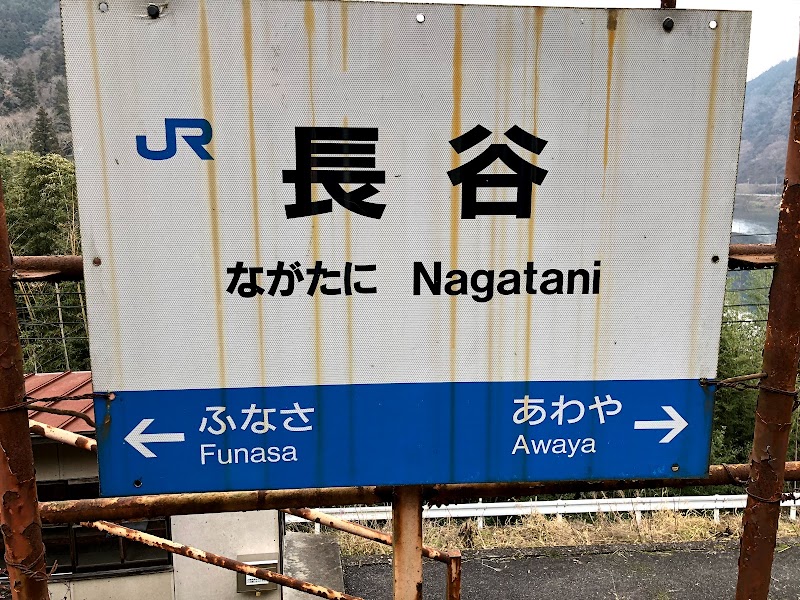 JR
長谷
ながたに Nagatani
← ふなさ
Funasa
あわや →
Awaya